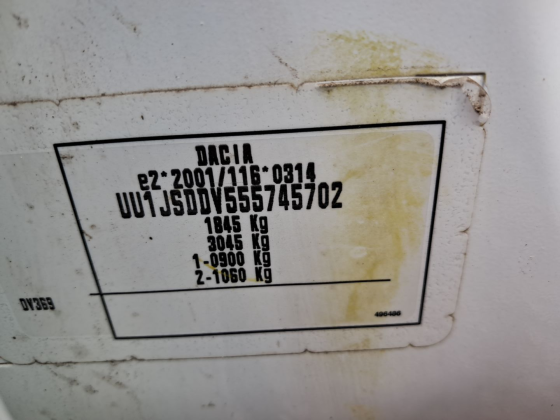 DACIA
e2*2001/116*0314
UU1JSDDV555745702
1845 Kg
3045 Kg
1-0900 Kg
2-1060 Kg
DV369